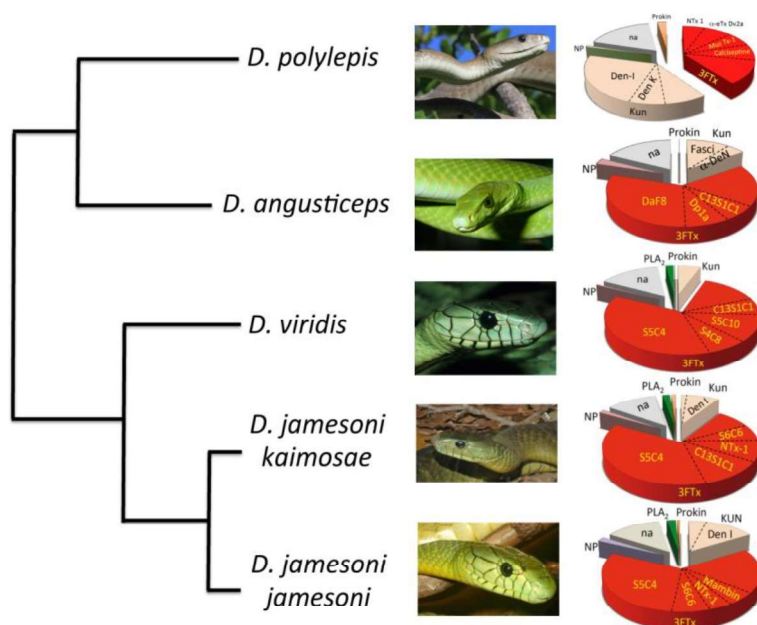 D. polylepis
Prokin
NTx 1
α-eTx Dv2a
na
Mul Tx-3
Calciseptine
NP
Den-I
Den K
Kun
3FTx
D. angusticeps
Prokin
Kun
na
Fasci
α-DeN
NP
DaF8
Dp1a
C13S1C1
3FTx
D. viridis
PLA2
Prokin
Kun
na
NP
C13S1C1
S5C10
S4C8
S5C4
3FTx
D. jamesoni
kaimosae
PLA2
Prokin
Kun
na
Den I
NP
S6C6
NTx-1
C13S1C1
S5C4
3FTx
D. jamesoni
jamesoni
PLA2
Prokin
KUN
na
Den I
NP
S5C4
Mambin
NTx-1
S6C6
3FTx